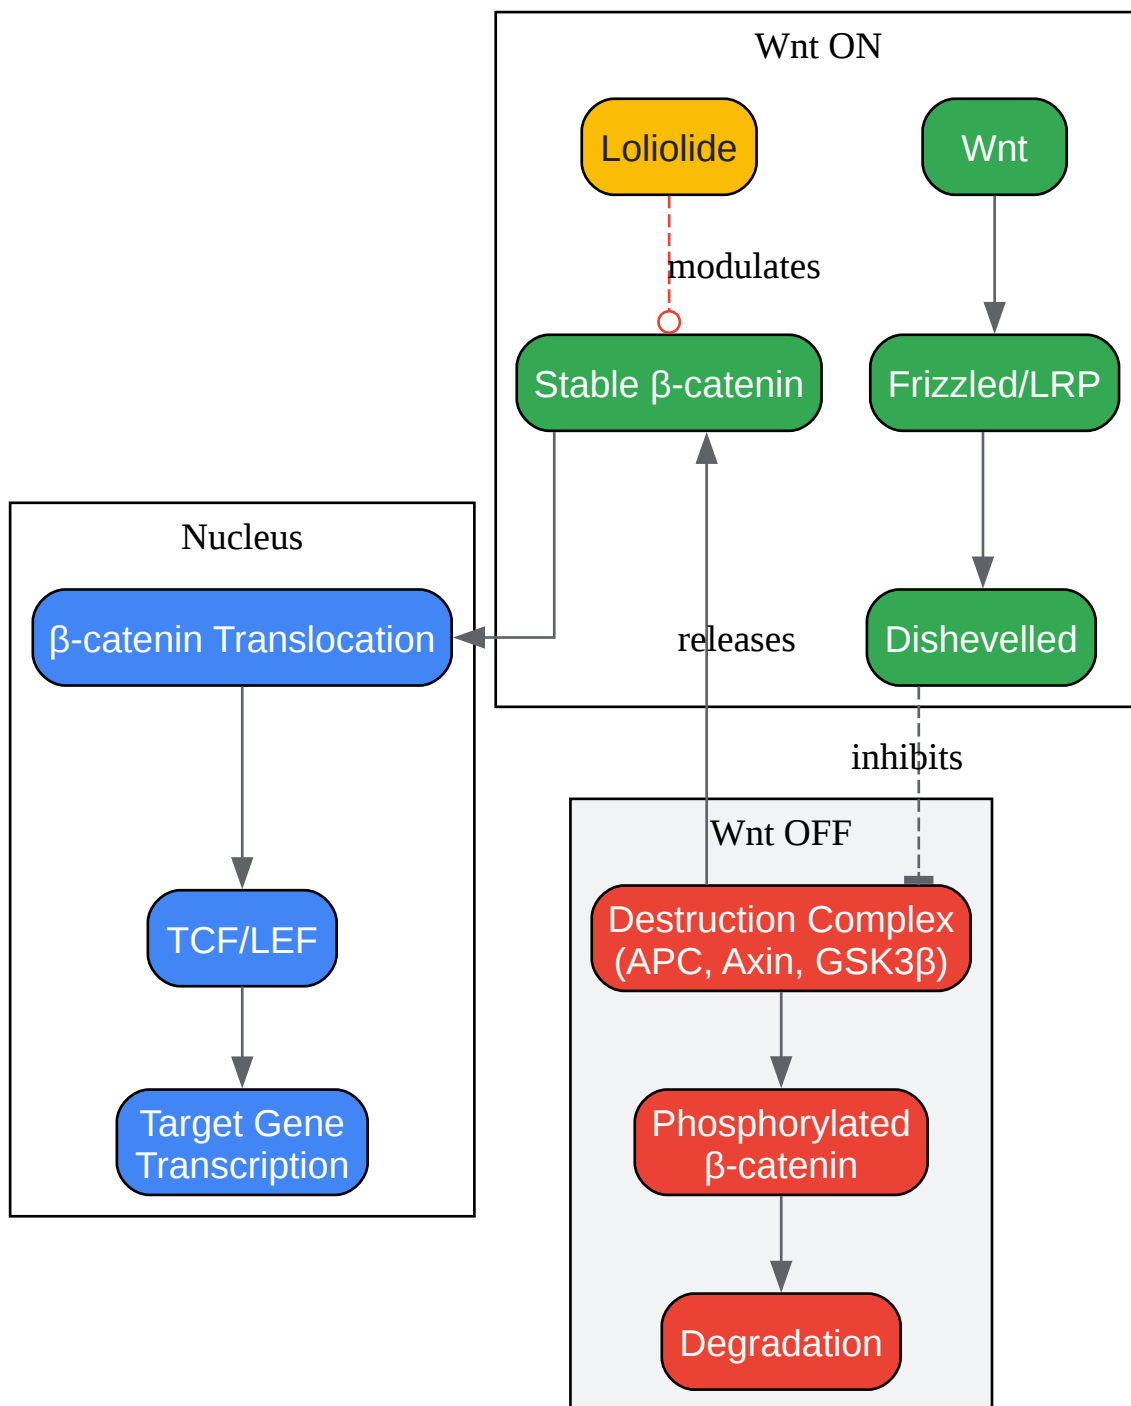 Wnt ON
Loliolide
Wnt
modulates
Stable β-catenin
Frizzled/LRP
Nucleus
β-catenin Translocation
releases
Dishevelled
inhibits
Wnt OFF
TCF/LEF
Destruction Complex
(APC, Axin, GSK3β)
Target Gene
Transcription
Phosphorylated
β-catenin
Degradation